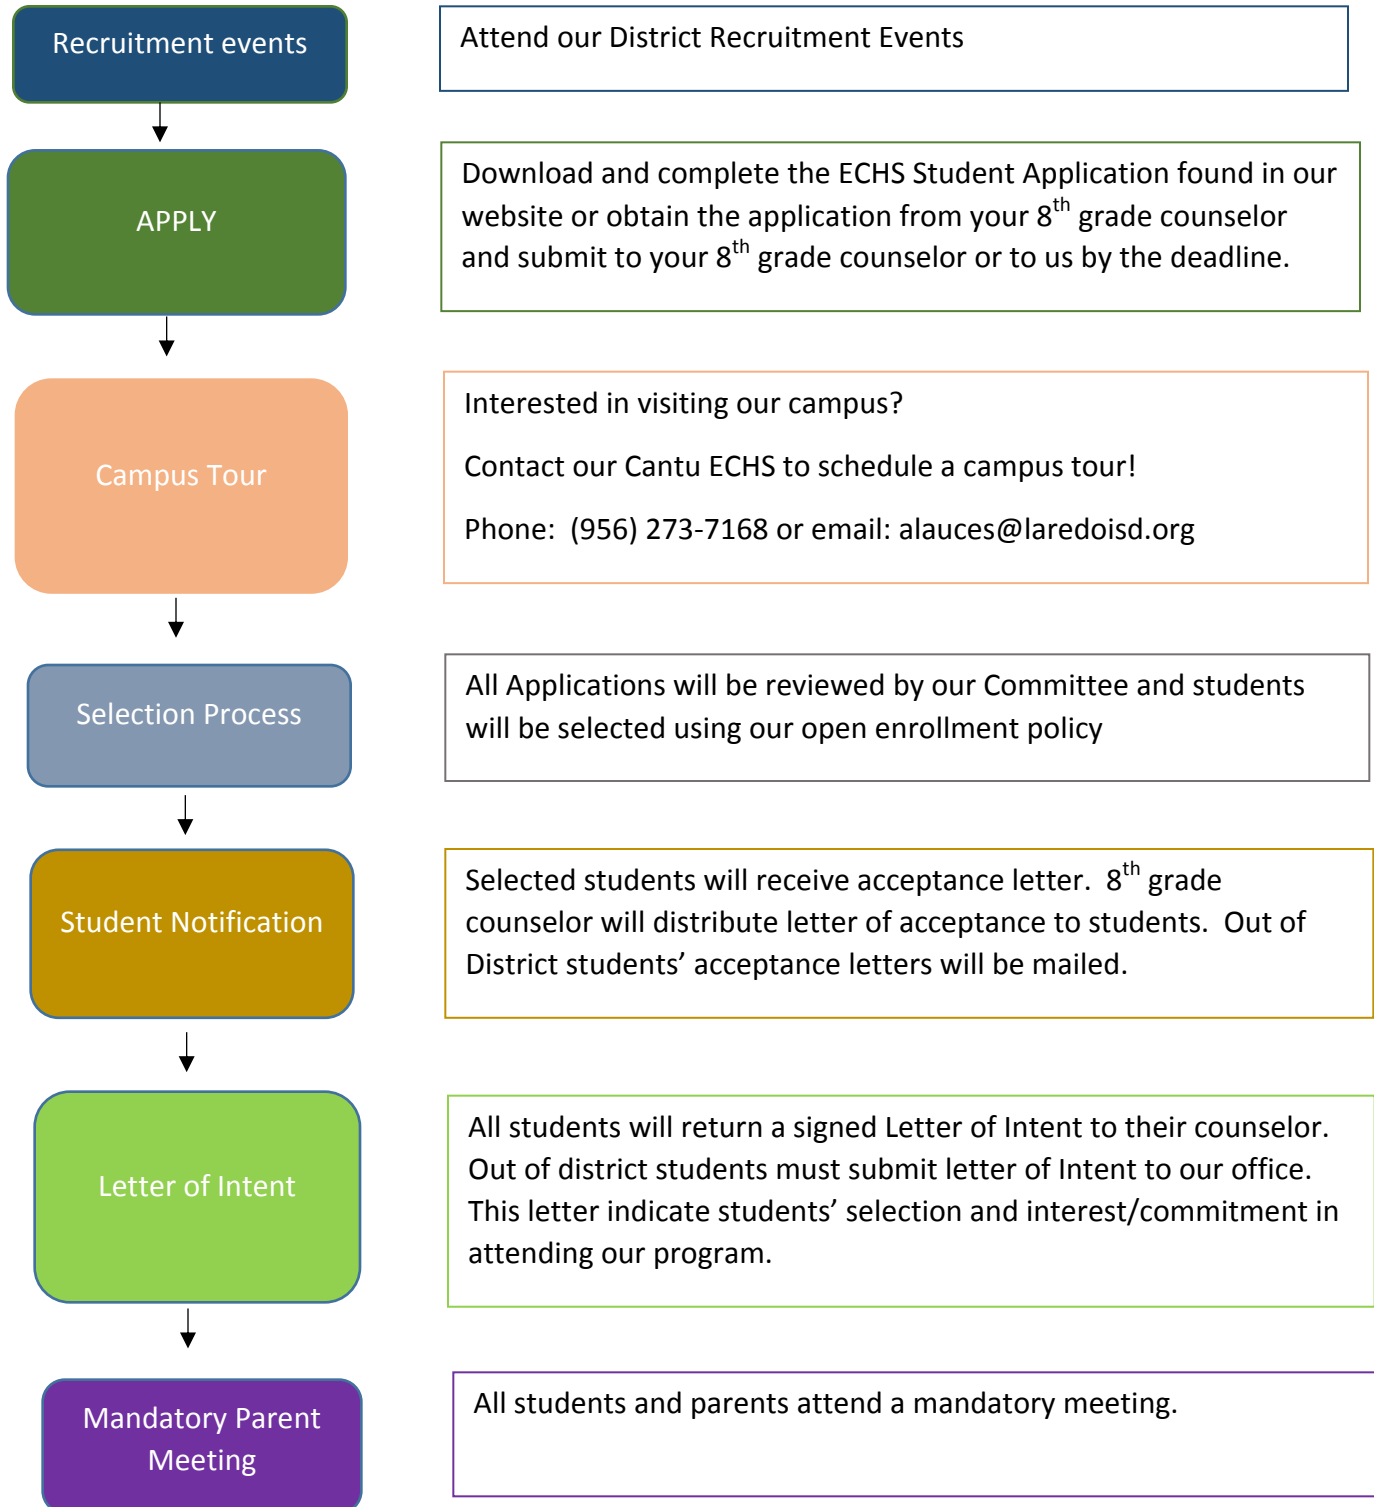 Recruitment events
Attend our District Recruitment Events
APPLY
Download and complete the ECHS Student Application found in our
website or obtain the application from your 8th grade counselor
and submit to your 8th grade counselor or to us by the deadline.
Campus Tour
Interested in visiting our campus?
Contact our Cantu ECHS to schedule a campus tour!
Phone:  (956) 273-7168 or email: alauces@laredoisd.org
Selection Process
All Applications will be reviewed by our Committee and students
will be selected using our open enrollment policy
Student Notification
Selected students will receive acceptance letter.  8th grade
counselor will distribute letter of acceptance to students.  Out of
District students’ acceptance letters will be mailed.
Letter of Intent
All students will return a signed Letter of Intent to their counselor.
Out of district students must submit letter of Intent to our office.
This letter indicate students’ selection and interest/commitment in
attending our program.
Mandatory Parent
Meeting
All students and parents attend a mandatory meeting.